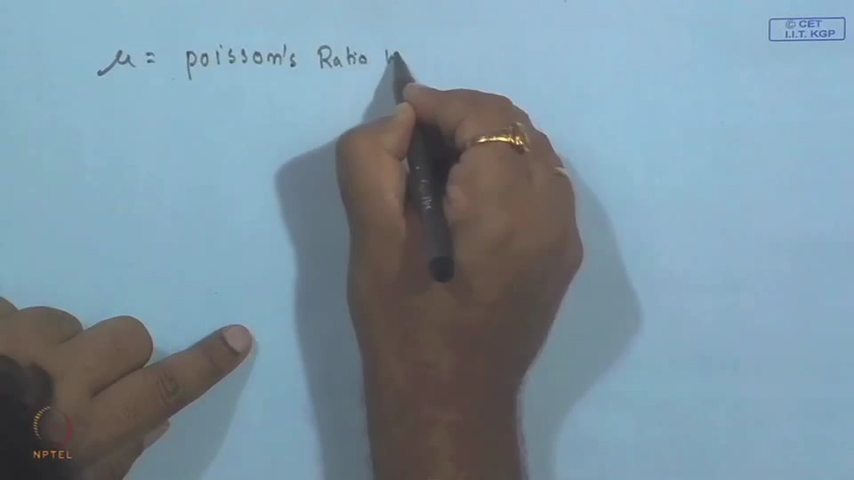 © CET
I.I.T. KGP
μ = poisson's Ratio
NPTEL